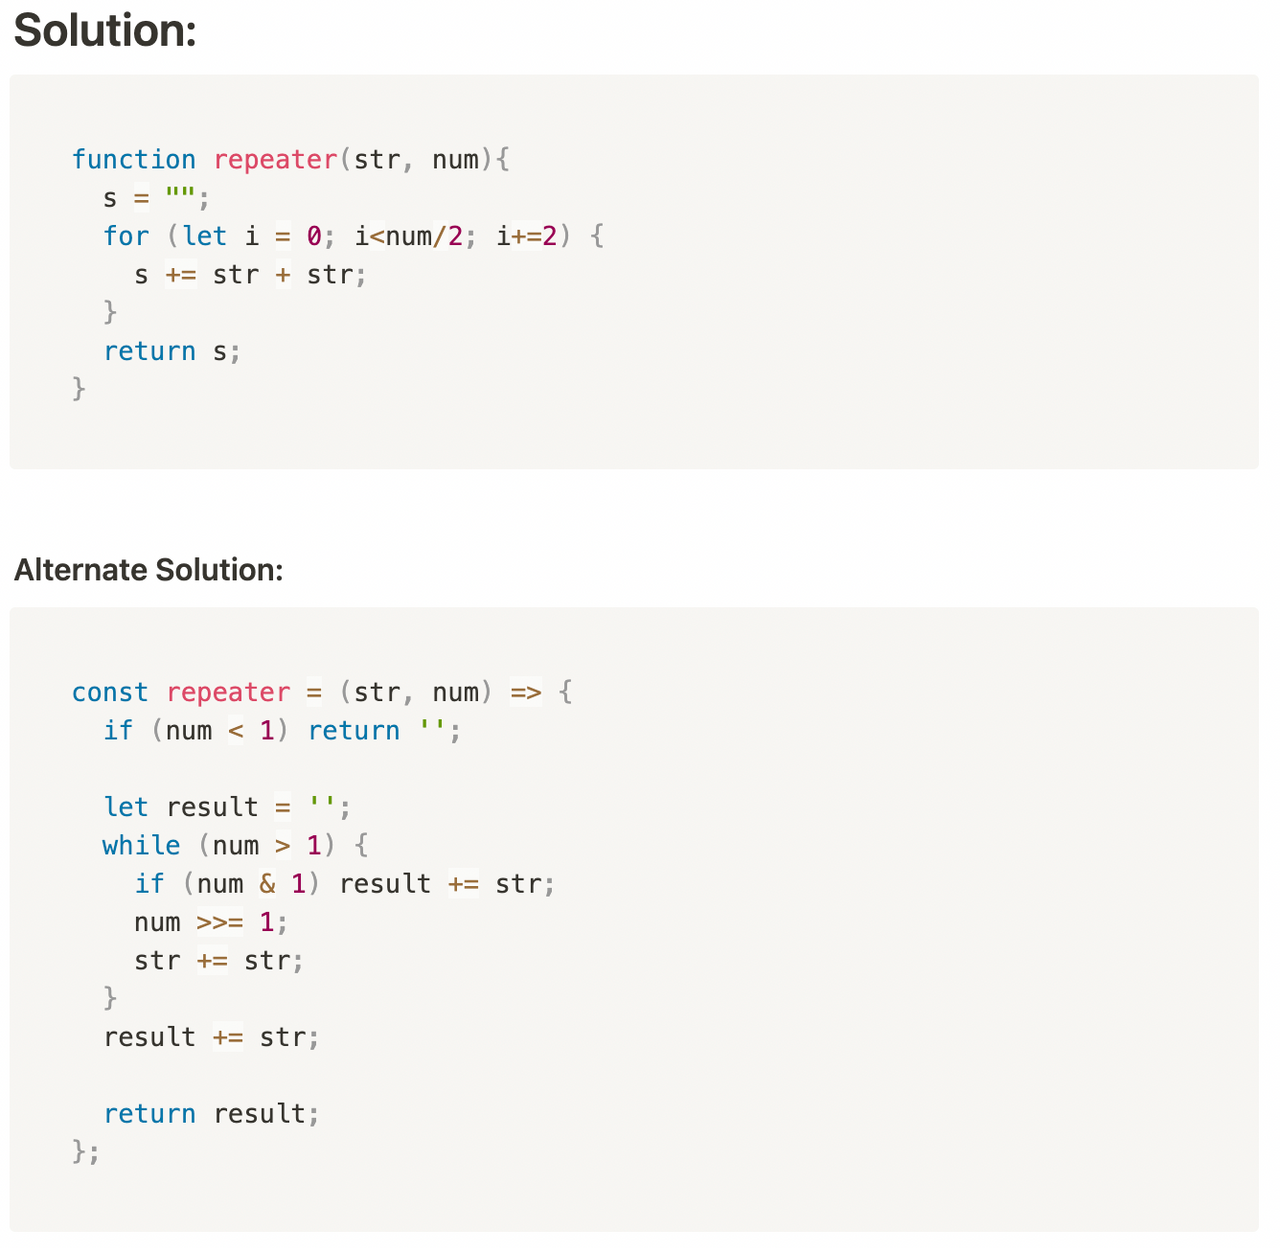 Solution:
function repeater(str, num){
  s = "";
  for (let i = 0; i<num/2; i+=2) {
    s += str + str;
  }
  return s;
}
Alternate Solution:
const repeater = (str, num) => {
  if (num < 1) return '';
  let result = '';
  while (num > 1) {
    if (num & 1) result += str;
    num >>= 1;
    str += str;
  }
  result += str;
  return result;
};